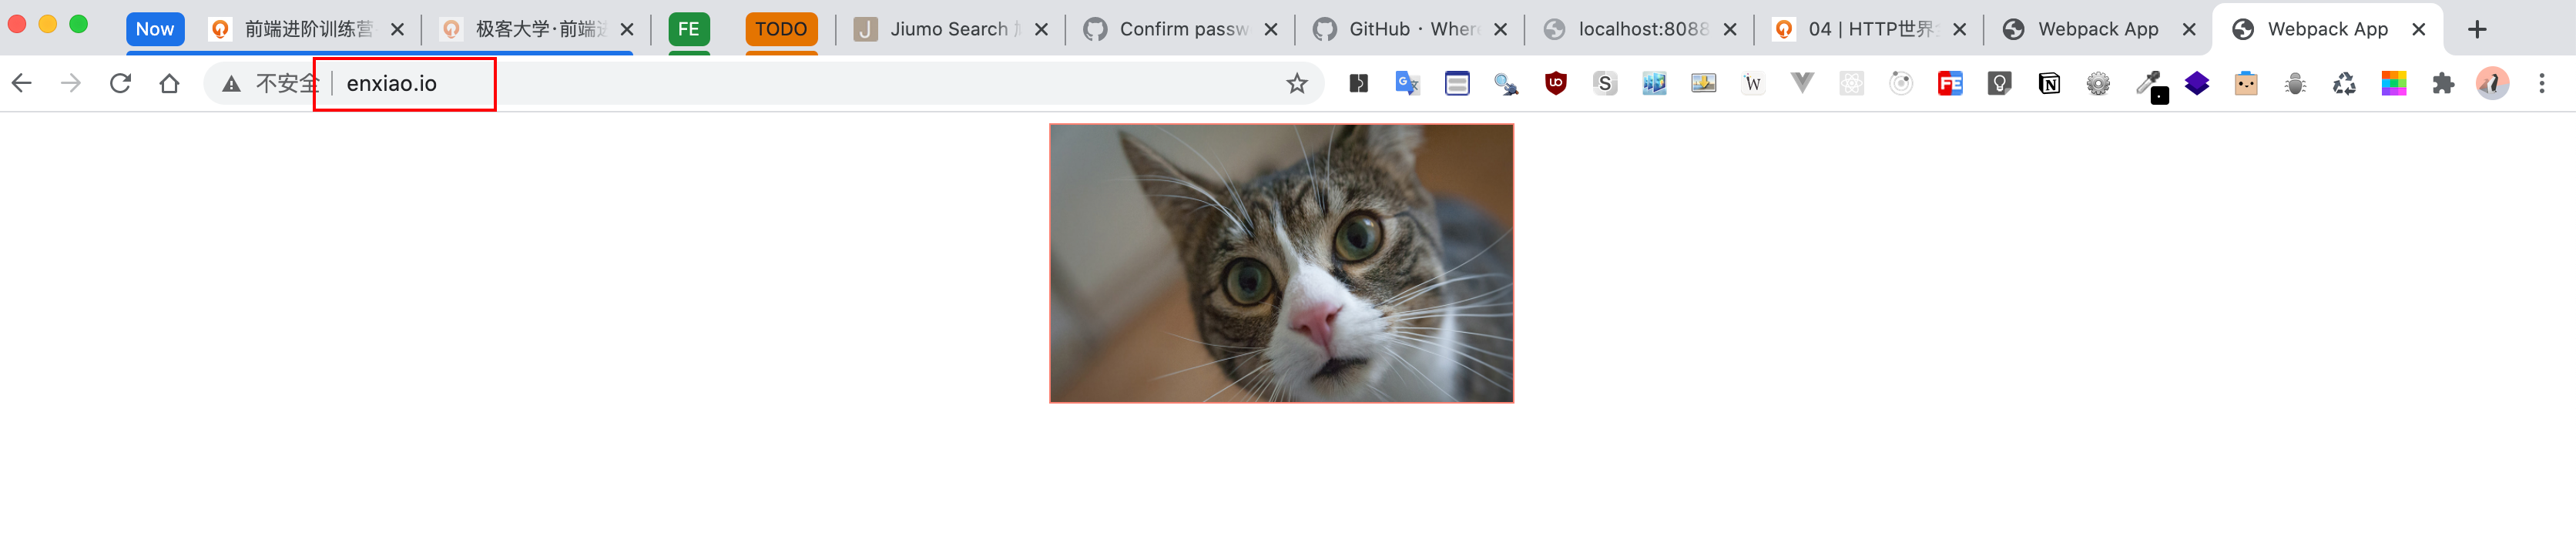 Now 前端进阶训练营 极客大学·前端进 FE TODO Jiumo Search Confirm passw GitHub · Where localhost:8088 04 | HTTP世界 Webpack App Webpack App
不安全 enxiao.io